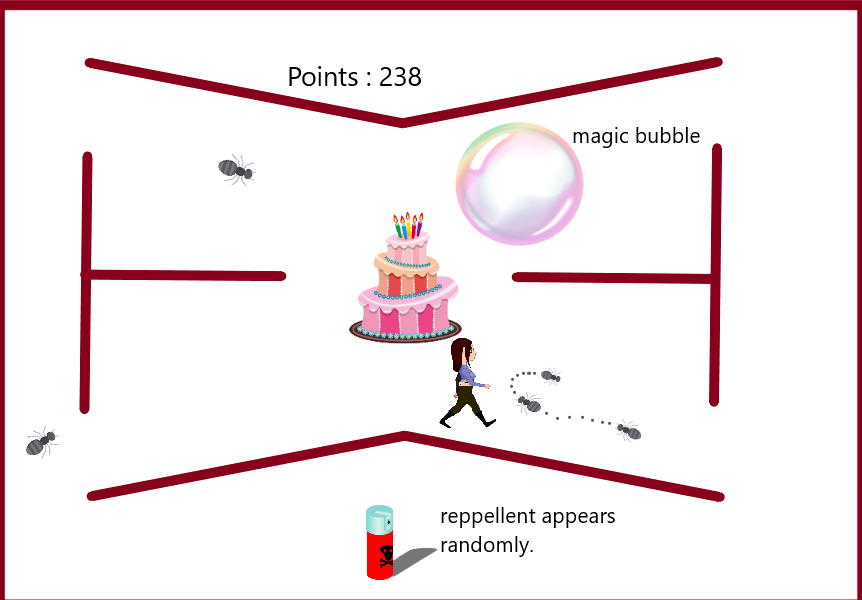 Points : 238
magic bubble
reppellent appears
randomly.